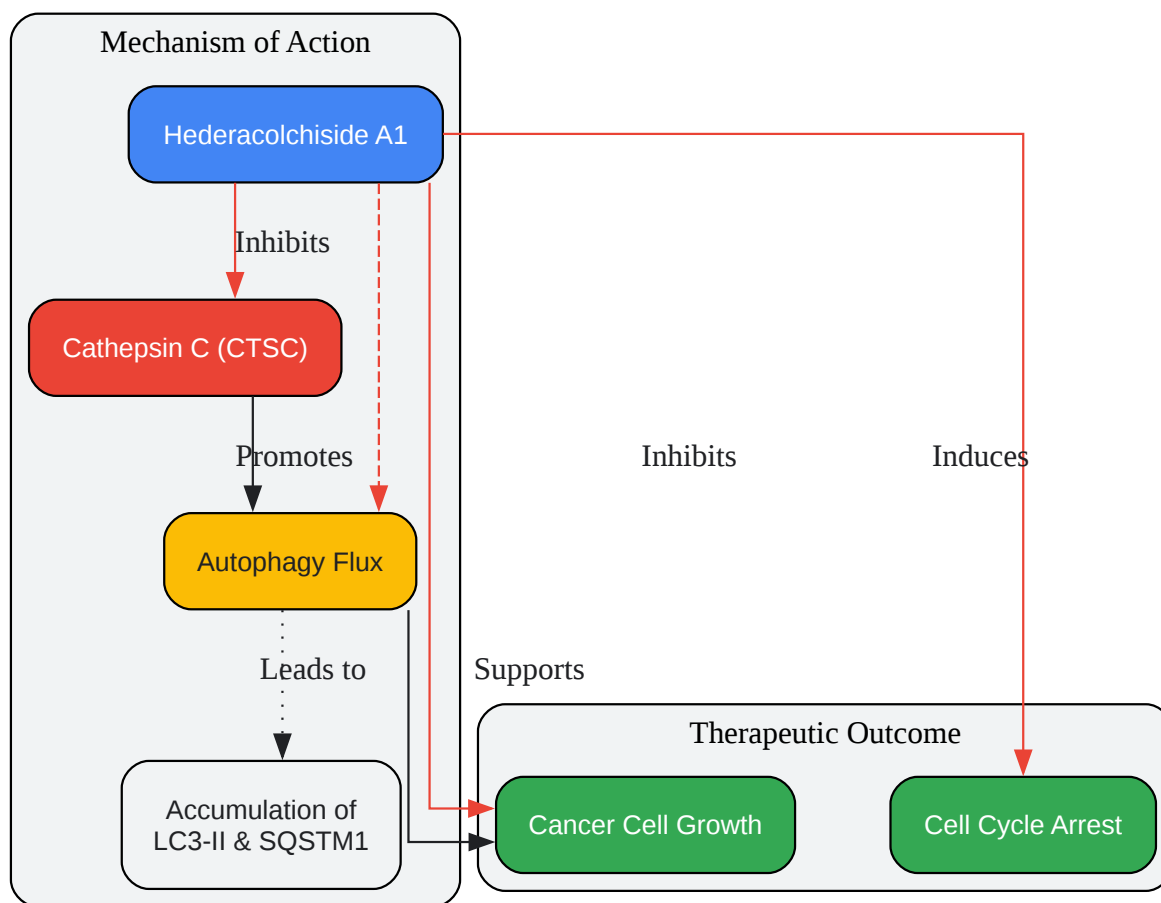 Mechanism of Action
Hederacolchiside A1
Inhibits
Cathepsin C (CTSC)
Promotes
Inhibits
Induces
Autophagy Flux
Leads to
Supports
Therapeutic Outcome
Accumulation of
LC3-II & SQSTM1
Cancer Cell Growth
Cell Cycle Arrest